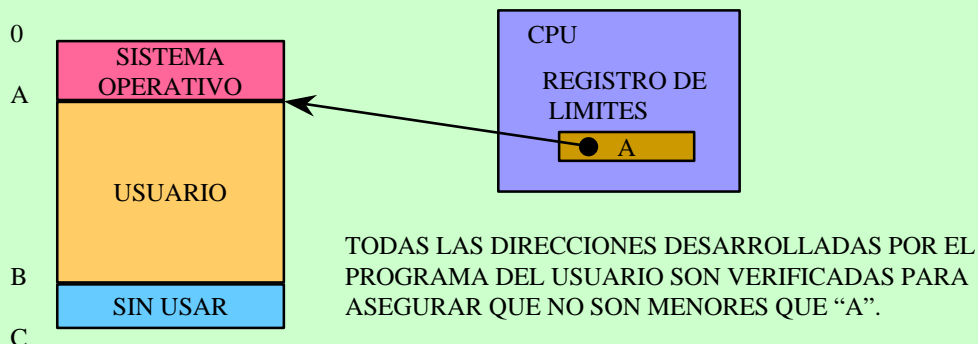 0
SISTEMA
OPERATIVO
A
USUARIO
B
SIN USAR
C
CPU
REGISTRO DE
LIMITES
A
TODAS LAS DIRECCIONES DESARROLLADAS POR EL
PROGRAMA DEL USUARIO SON VERIFICADAS PARA
ASEGURAR QUE NO SON MENORES QUE “A”.